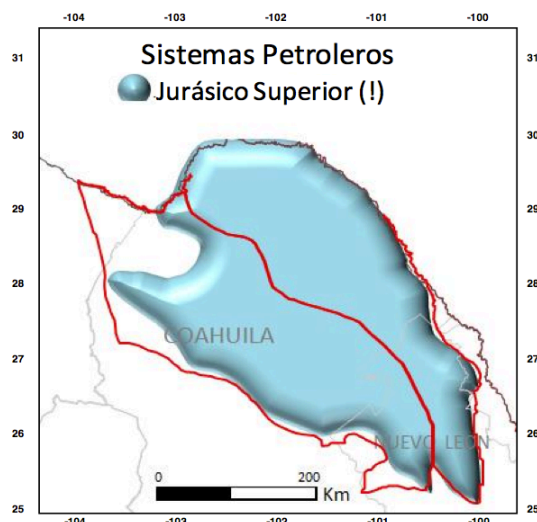 -104 -103 -102 -101 -100
Sistemas Petroleros
Jurásico Superior (!)
31 31
30 30
29 29
28 28
COAHUILA
27 27
26 26
NUEVO LEÓN
0 200
Km
25 25
-104 -103 -102 -101 -100